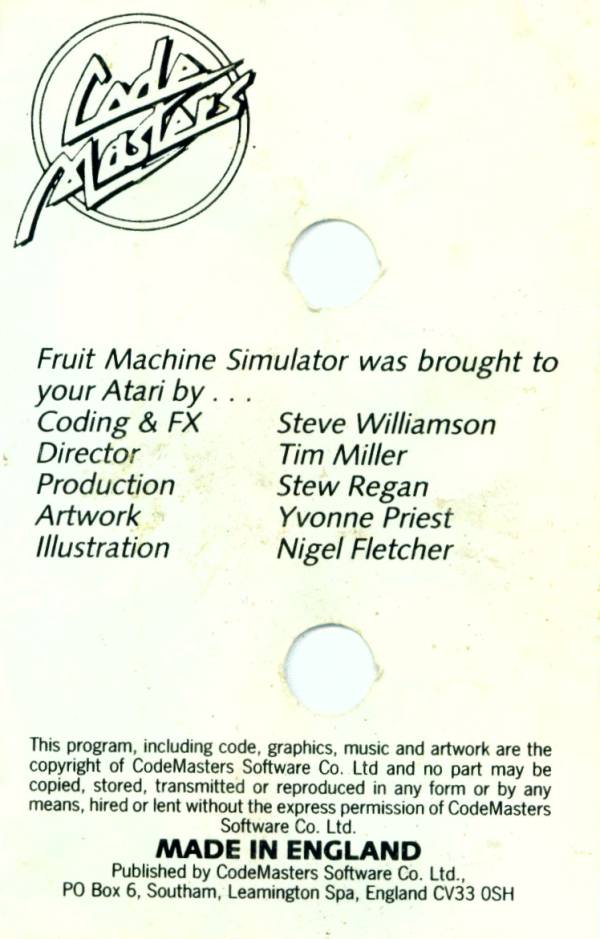 Code
Masters
Fruit Machine Simulator was brought to
your Atari by . . .
Coding & FX Steve Williamson
Director Tim Miller
Production Stew Regan
Artwork Yvonne Priest
Illustration Nigel Fletcher
This program, including code, graphics, music and artwork are the
copyright of CodeMasters Software Co. Ltd and no part may be
copied, stored, transmitted or reproduced in any form or by any
means, hired or lent without the express permission of CodeMasters
Software Co. Ltd.
MADE IN ENGLAND
Published by CodeMasters Software Co. Ltd.,
PO Box 6, Southam, Leamington Spa, England CV33 0SH